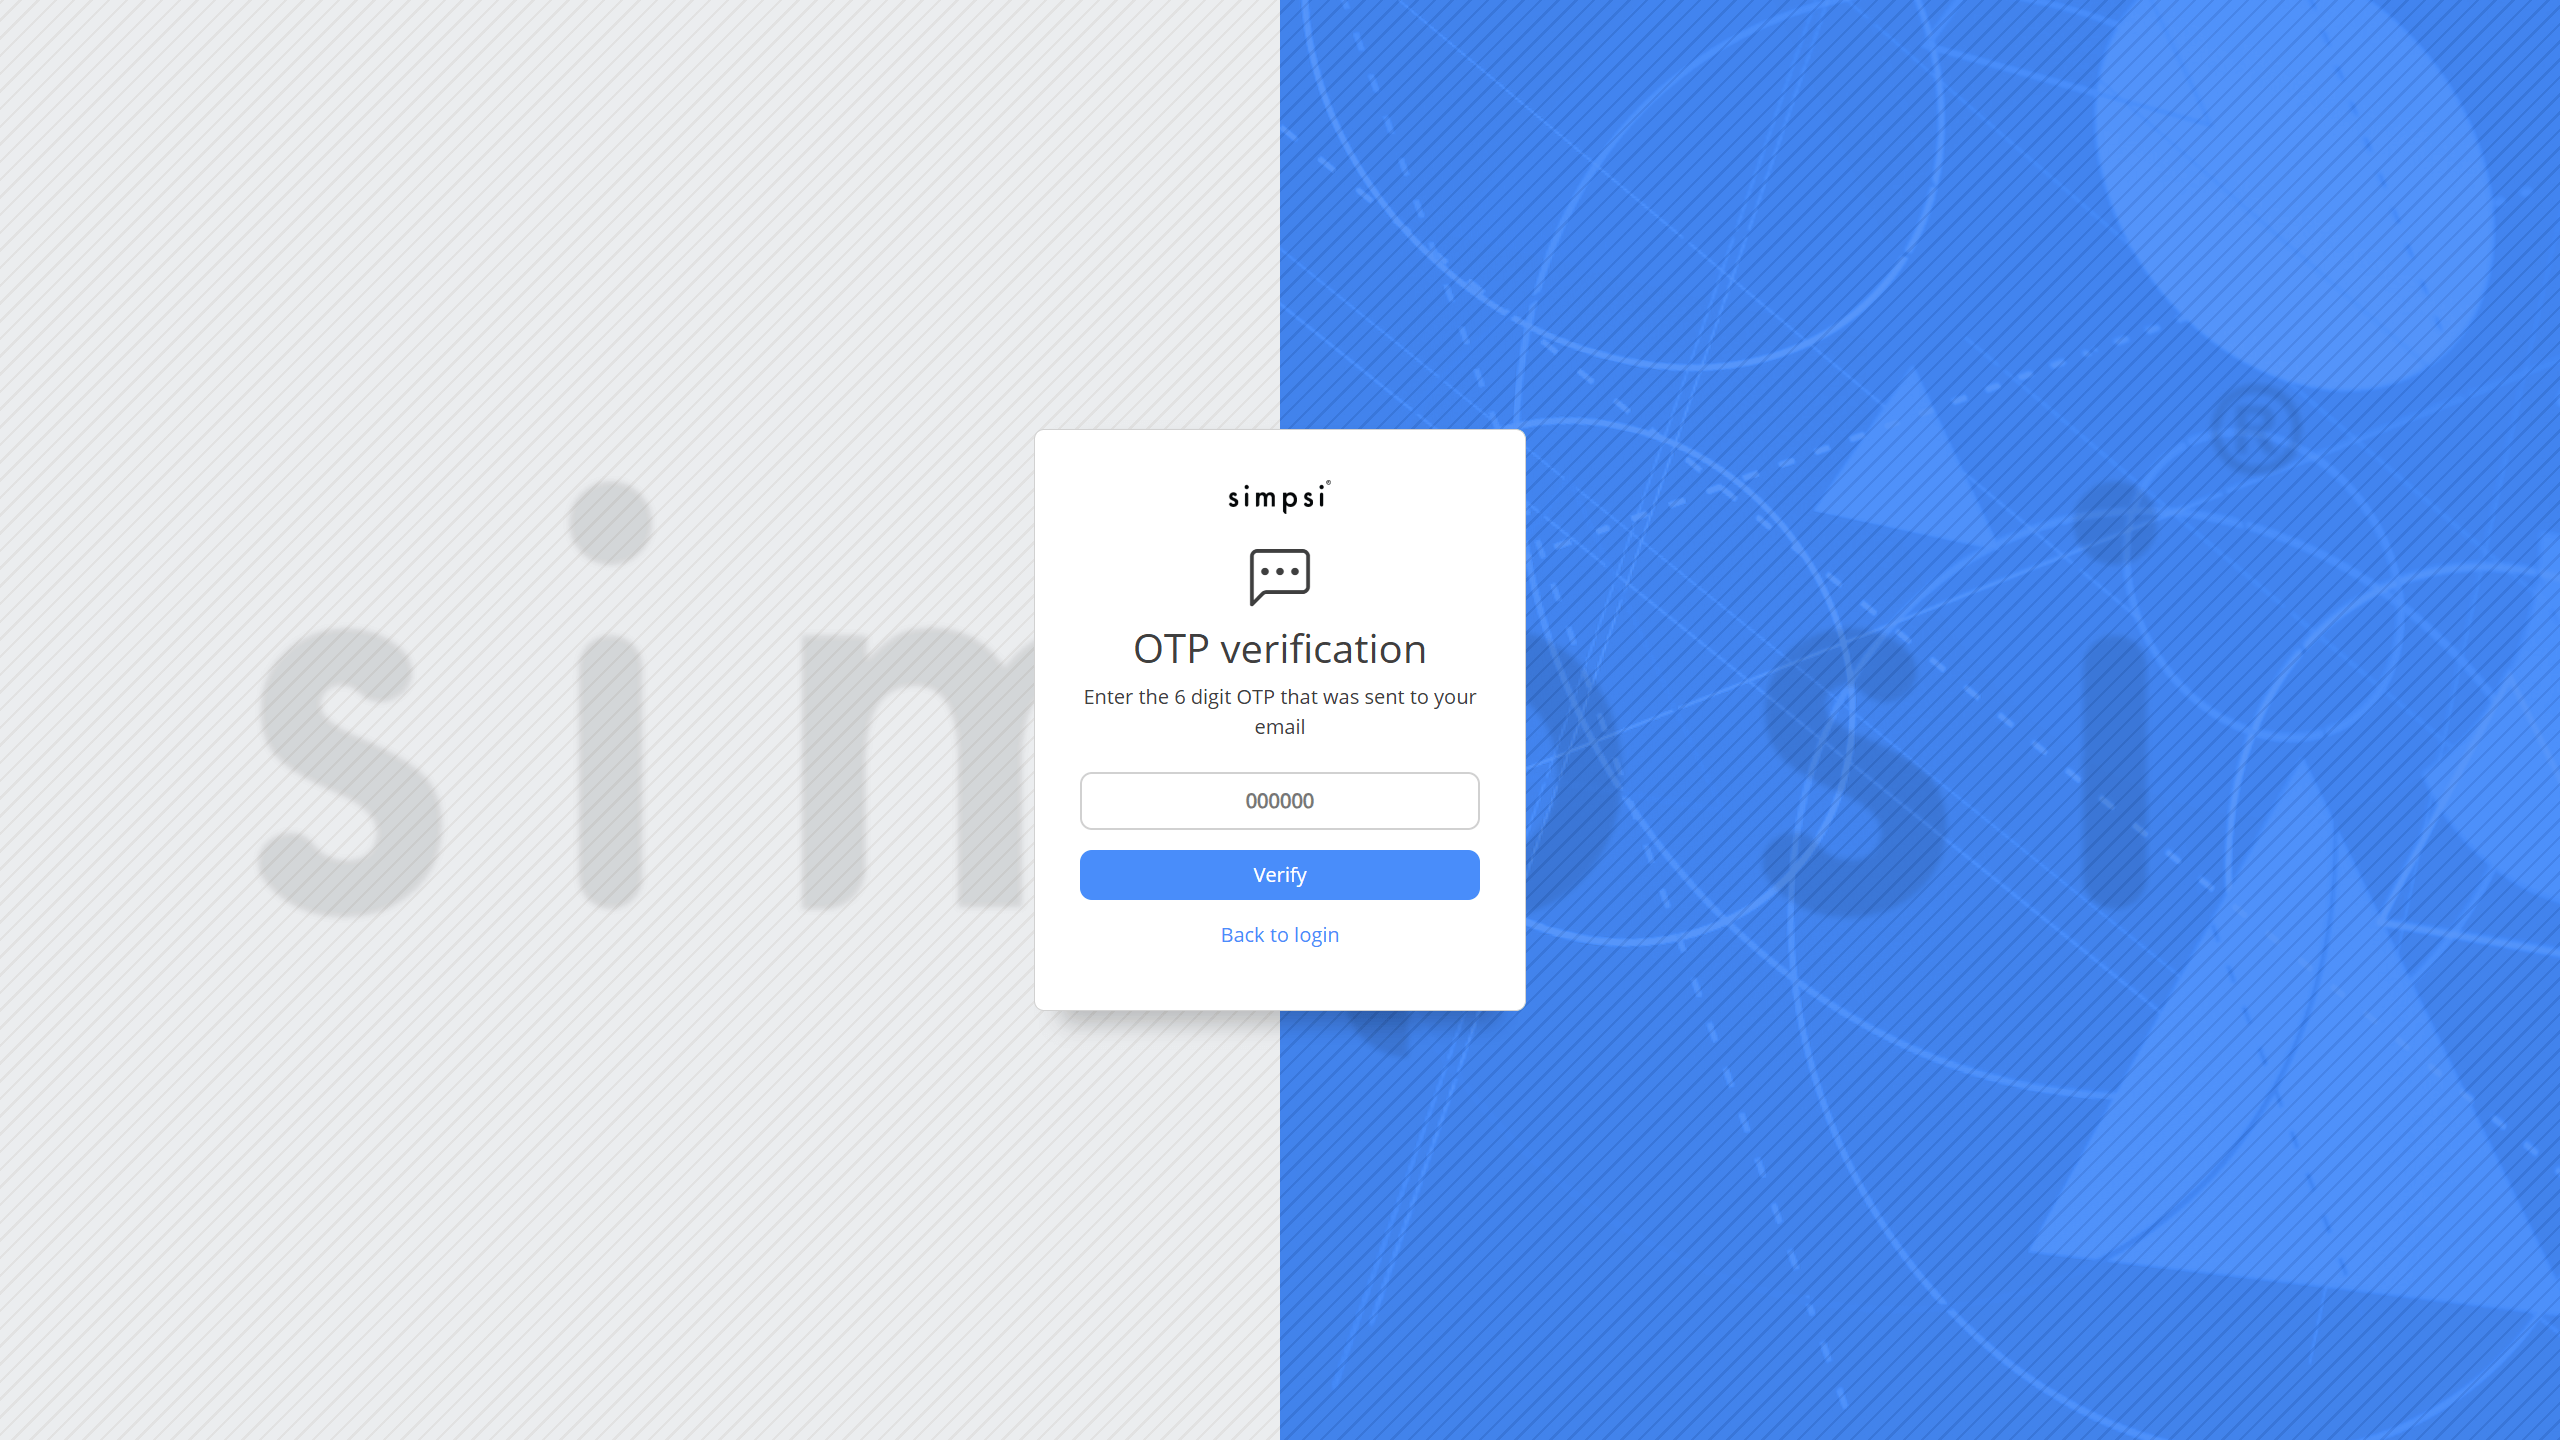 simpsi®
simpsi®
OTP verification
Enter the 6 digit OTP that was sent to your
email
000000
Verify
Back to login